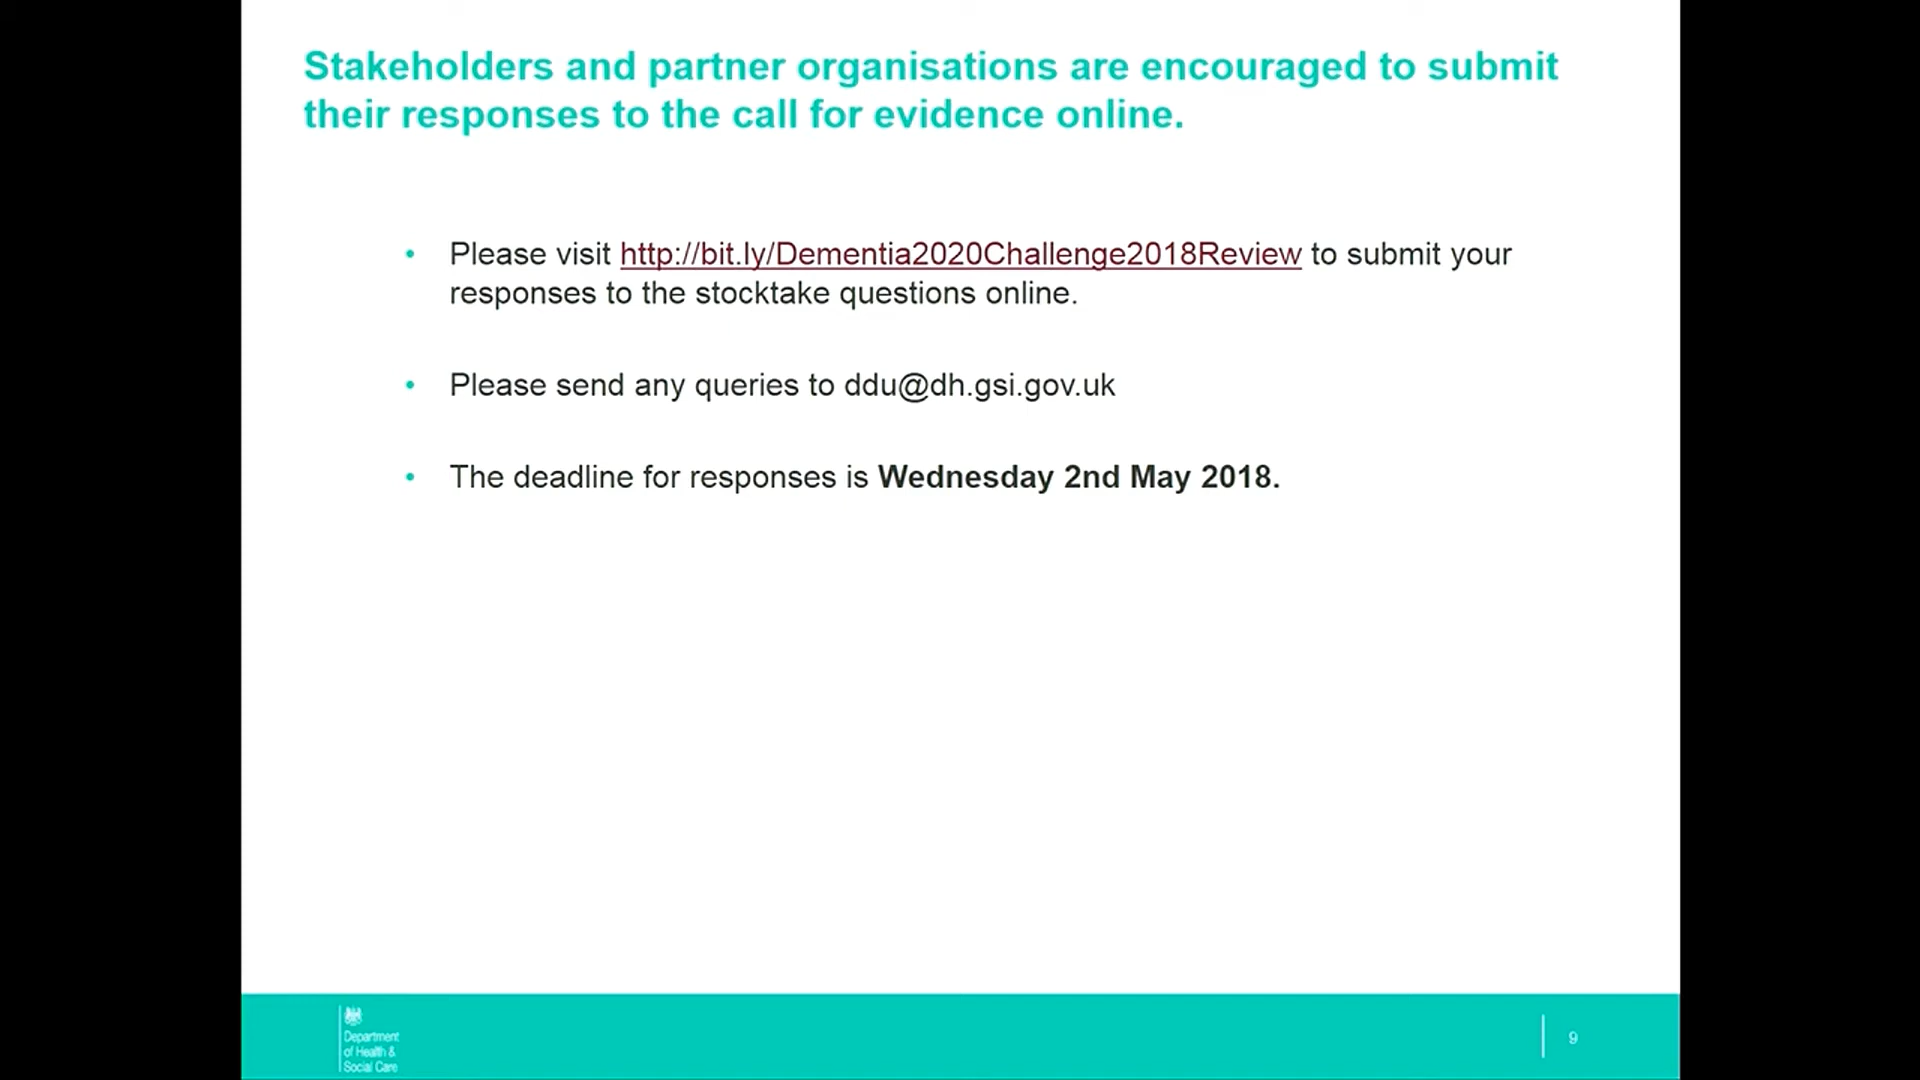 Stakeholders and partner organisations are encouraged to submit
their responses to the call for evidence online.
• Please visit http://bit.ly/Dementia2020Challenge2018Review to submit your
responses to the stocktake questions online.
• Please send any queries to ddu@dh.gsi.gov.uk
• The deadline for responses is Wednesday 2nd May 2018.
Department
of Health &
Social Care
9